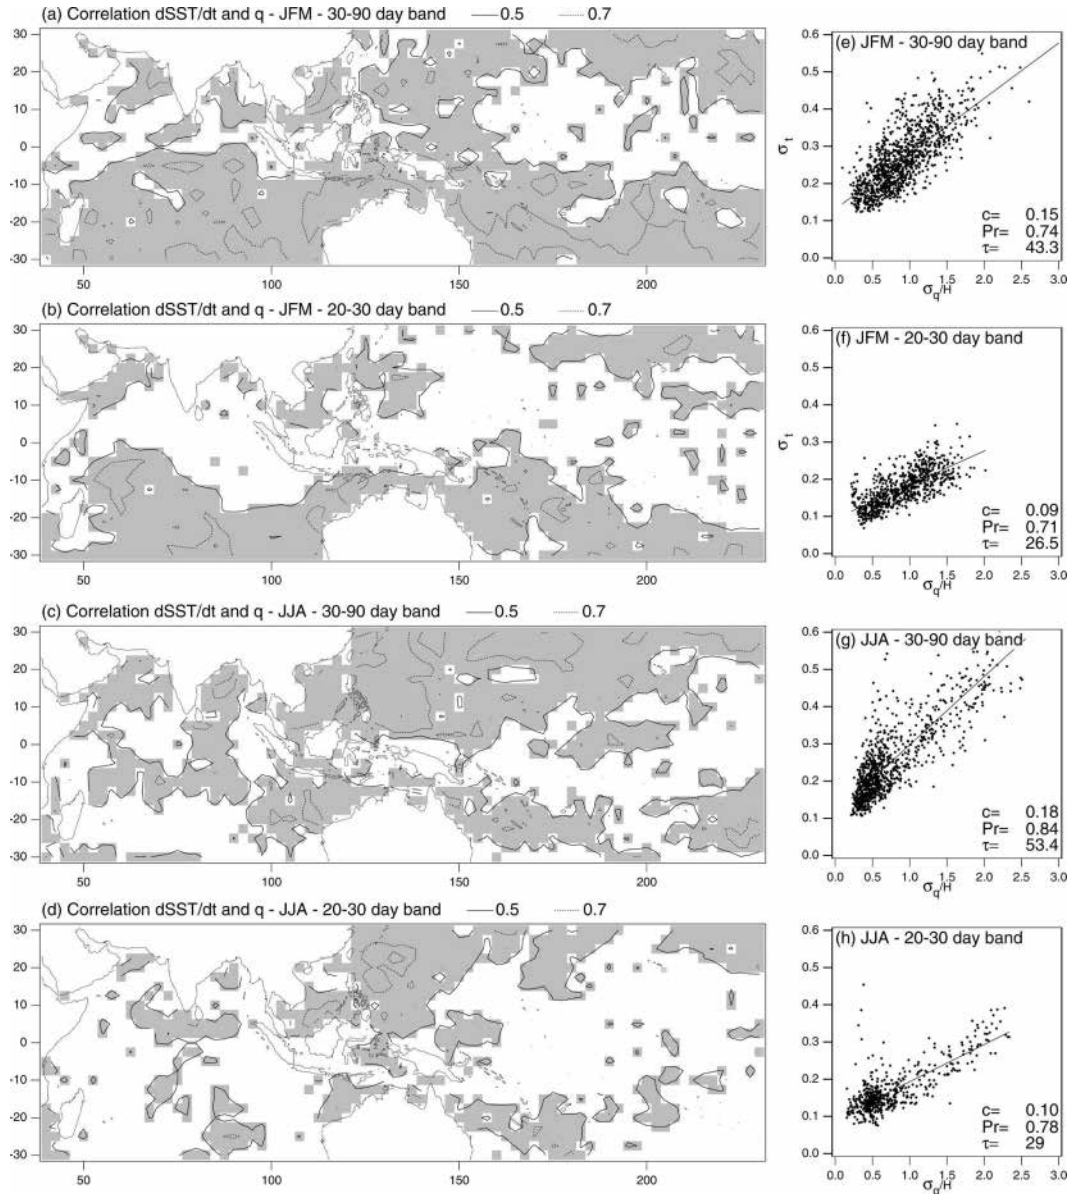 (a) Correlation dSST/dt and q - JFM - 30-90 day band 0.5 0.7
30
20
10
0
-10
-20
-30
50 100 150 200
(e) JFM - 30-90 day band
0.6
0.5
0.4
0.3
0.2
0.1
0.0
σt
c= 0.15
Pr= 0.74
τ= 43.3
0.0 0.5 1.0 1.5 2.0 2.5 3.0
σq/H
(b) Correlation dSST/dt and q - JFM - 20-30 day band 0.5 0.7
30
20
10
0
-10
-20
-30
50 100 150 200
(f) JFM - 20-30 day band
0.6
0.5
0.4
0.3
0.2
0.1
0.0
σt
c= 0.09
Pr= 0.71
τ= 26.5
0.0 0.5 1.0 1.5 2.0 2.5 3.0
σq/H
(c) Correlation dSST/dt and q - JJA - 30-90 day band 0.5 0.7
30
20
10
0
-10
-20
-30
50 100 150 200
(g) JJA - 30-90 day band
0.6
0.5
0.4
0.3
0.2
0.1
0.0
c= 0.18
Pr= 0.84
τ= 53.4
0.0 0.5 1.0 1.5 2.0 2.5 3.0
σq/H
(d) Correlation dSST/dt and q - JJA - 20-30 day band 0.5 0.7
30
20
10
0
-10
-20
-30
50 100 150 200
(h) JJA - 20-30 day band
0.6
0.5
0.4
0.3
0.2
0.1
0.0
c= 0.10
Pr= 0.78
τ= 29
0.0 0.5 1.0 1.5 2.0 2.5 3.0
σq/H